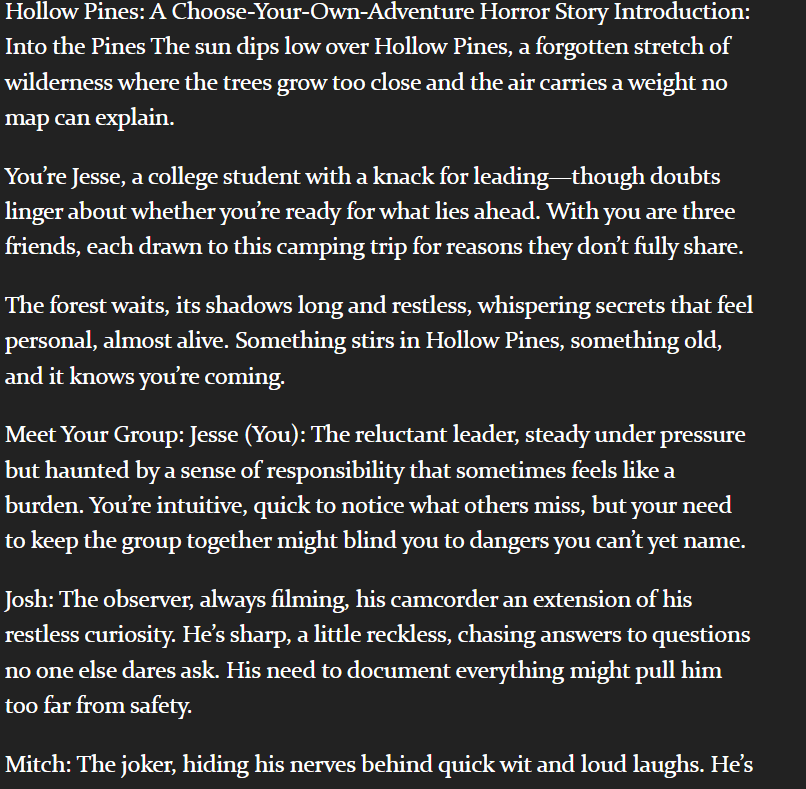 Hollow Pines: A Choose-Your-Own-Adventure Horror Story Introduction:
Into the Pines The sun dips low over Hollow Pines, a forgotten stretch of
wilderness where the trees grow too close and the air carries a weight no
map can explain.
You’re Jesse, a college student with a knack for leading—though doubts
linger about whether you’re ready for what lies ahead. With you are three
friends, each drawn to this camping trip for reasons they don’t fully share.
The forest waits, its shadows long and restless, whispering secrets that feel
personal, almost alive. Something stirs in Hollow Pines, something old,
and it knows you’re coming.
Meet Your Group: Jesse (You): The reluctant leader, steady under pressure
but haunted by a sense of responsibility that sometimes feels like a
burden. You’re intuitive, quick to notice what others miss, but your need
to keep the group together might blind you to dangers you can’t yet name.
Josh: The observer, always filming, his camcorder an extension of his
restless curiosity. He’s sharp, a little reckless, chasing answers to questions
no one else dares ask. His need to document everything might pull him
too far from safety.
Mitch: The joker, hiding his nerves behind quick wit and loud laughs. He’s